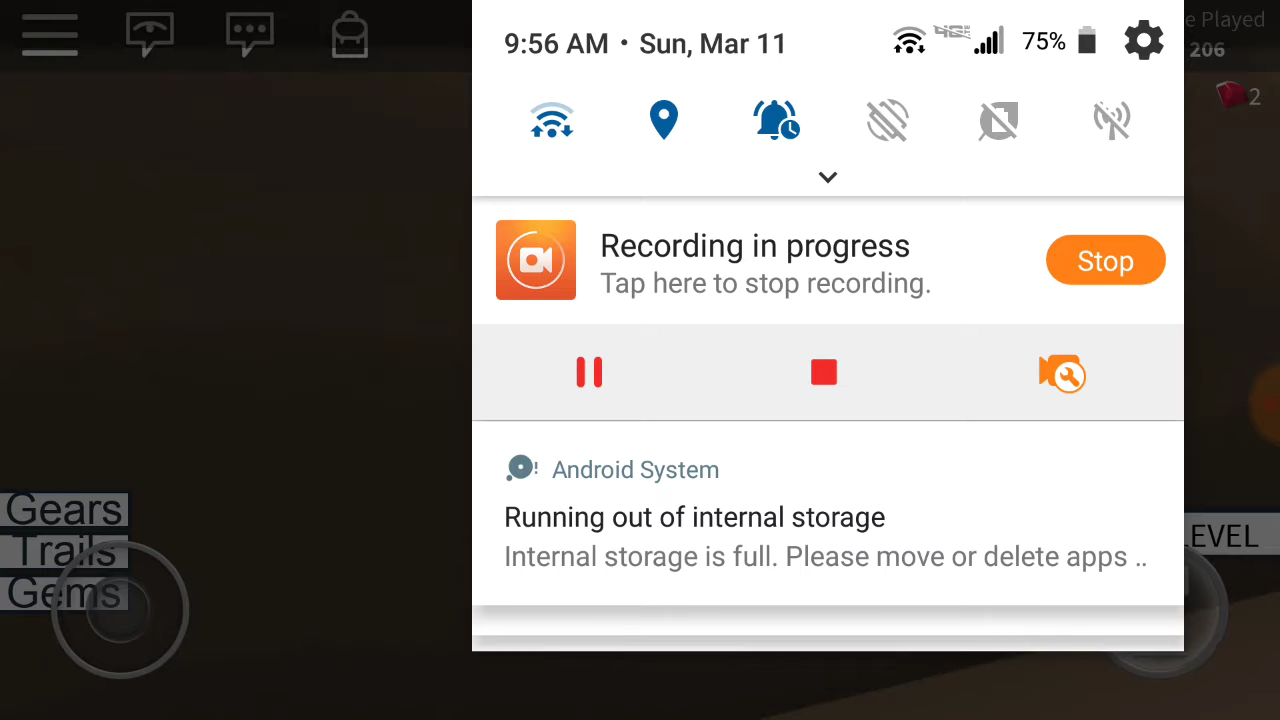 9:56 AM • Sun, Mar 11
75%
e Played
206
2
Recording in progress
Tap here to stop recording.
Stop
Android System
Running out of internal storage
Internal storage is full. Please move or delete apps ..
Gears
Trails
Gems
LEVEL